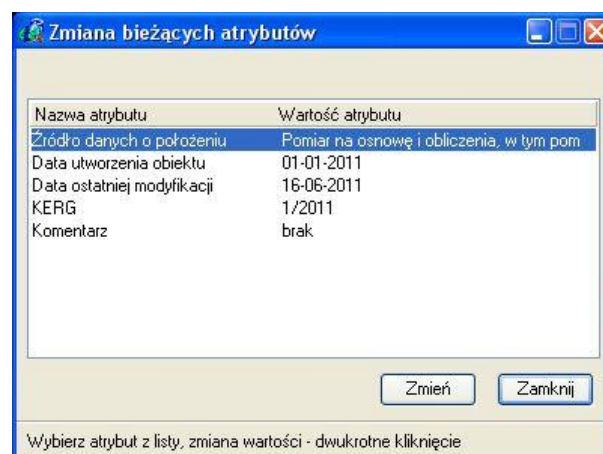 Zmiana bieżących atrybutów
Nazwa atrybutu Wartość atrybutu
Źródło danych o położeniu Pomiar na osnowę i obliczenia, w tym pom
Data utworzenia obiektu 01-01-2011
Data ostatniej modyfikacji 16-06-2011
KERG 1/2011
Komentarz brak
Zmień Zamknij
Wybierz atrybut z listy, zmiana wartości - dwukrotne kliknięcie